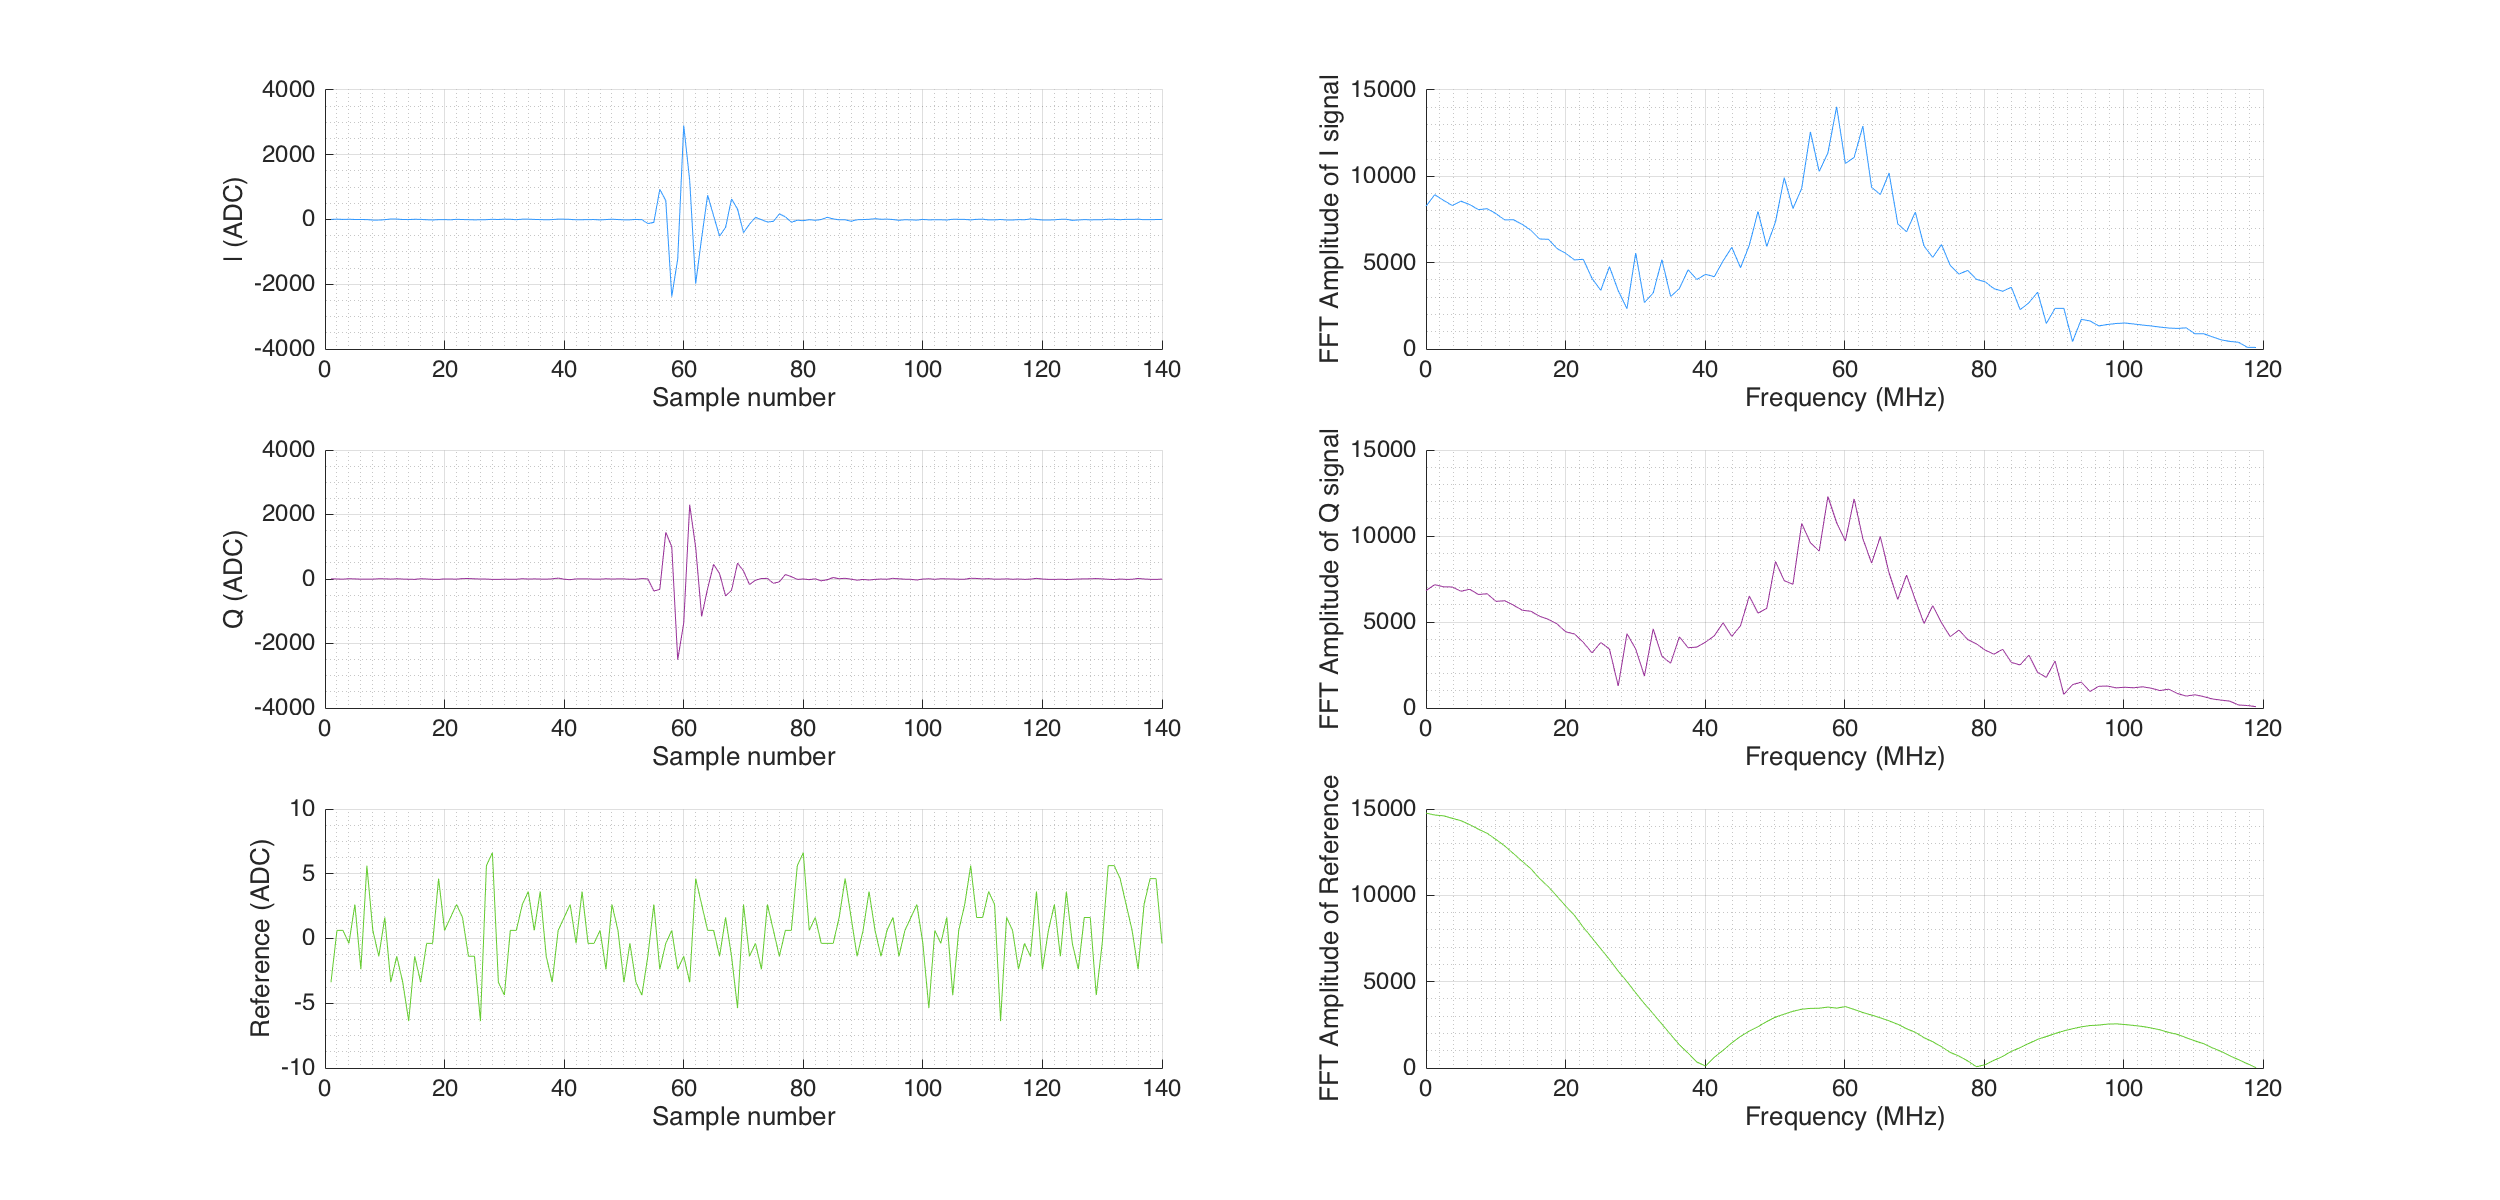 I (ADC)
4000
2000
0
-2000
-4000
0 20 40 60 80 100 120 140
Sample number
FFT Amplitude of I signal
15000
10000
5000
0
0 20 40 60 80 100 120
Frequency (MHz)
Q (ADC)
4000
2000
0
-2000
-4000
0 20 40 60 80 100 120 140
Sample number
FFT Amplitude of Q signal
15000
10000
5000
0
0 20 40 60 80 100 120
Frequency (MHz)
Reference (ADC)
10
5
0
-5
-10
0 20 40 60 80 100 120 140
Sample number
FFT Amplitude of Reference
15000
10000
5000
0
0 20 40 60 80 100 120
Frequency (MHz)